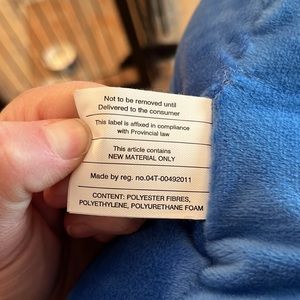 Not to be removed until
Delivered to the consumer
This label is affixed in compliance
with Provincial law
This article contains
NEW MATERIAL ONLY
Made by reg. no.04T-00492011
CONTENT: POLYESTER FIBRES,
POLYETHYLENE, POLYURETHANE FOAM